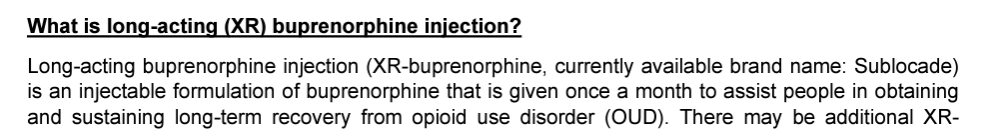 What is long-acting (XR) buprenorphine injection?
Long-acting buprenorphine injection (XR-buprenorphine, currently available brand name: Sublocade)
is an injectable formulation of buprenorphine that is given once a month to assist people in obtaining
and sustaining long-term recovery from opioid use disorder (OUD). There may be additional XR-